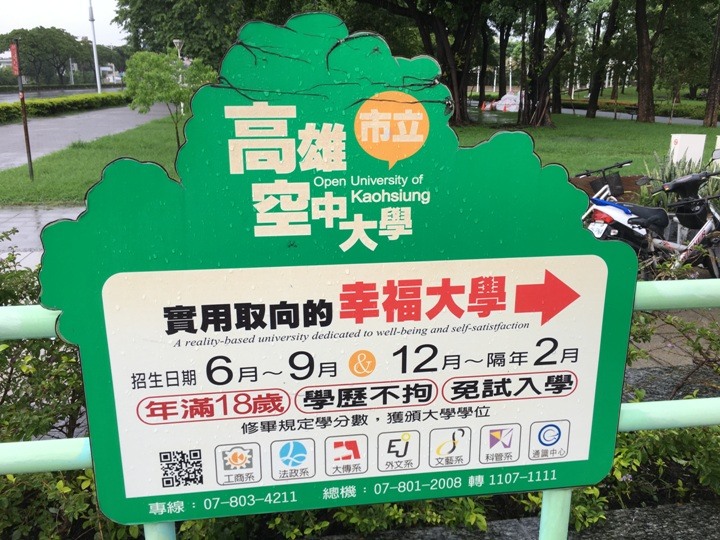 高雄 市立
Open University of
Kaohsiung
空中大學
實用取向的幸福大學
A reality-based university dedicated to well-being and self-satistfaction
招生日期 6月～9月 & 12月～隔年2月
年滿18歲 學歷不拘 免試入學
修畢規定學分數，獲頒大學學位
工商系 法政系 大傳系 外文系 文藝系 科管系 通識中心
專線：07-803-4211 總機：07-801-2008 轉 1107-1111